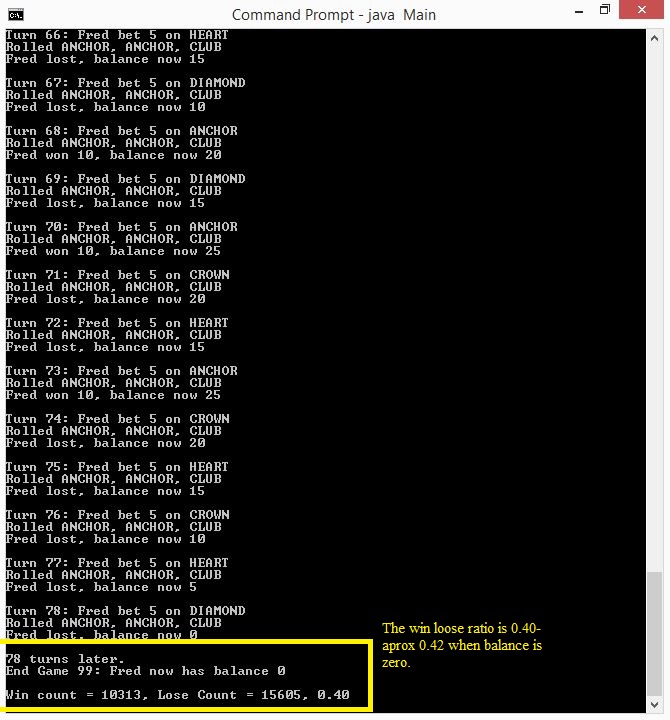 Command Prompt - java Main
Turn 66: Fred bet 5 on HEART
Rolled ANCHOR, ANCHOR, CLUB
Fred lost, balance now 15
Turn 67: Fred bet 5 on DIAMOND
Rolled ANCHOR, ANCHOR, CLUB
Fred lost, balance now 10
Turn 68: Fred bet 5 on ANCHOR
Rolled ANCHOR, ANCHOR, CLUB
Fred won 10, balance now 20
Turn 69: Fred bet 5 on DIAMOND
Rolled ANCHOR, ANCHOR, CLUB
Fred lost, balance now 15
Turn 70: Fred bet 5 on ANCHOR
Rolled ANCHOR, ANCHOR, CLUB
Fred won 10, balance now 25
Turn 71: Fred bet 5 on CROWN
Rolled ANCHOR, ANCHOR, CLUB
Fred lost, balance now 20
Turn 72: Fred bet 5 on HEART
Rolled ANCHOR, ANCHOR, CLUB
Fred lost, balance now 15
Turn 73: Fred bet 5 on ANCHOR
Rolled ANCHOR, ANCHOR, CLUB
Fred won 10, balance now 25
Turn 74: Fred bet 5 on CROWN
Rolled ANCHOR, ANCHOR, CLUB
Fred lost, balance now 20
Turn 75: Fred bet 5 on HEART
Rolled ANCHOR, ANCHOR, CLUB
Fred lost, balance now 15
Turn 76: Fred bet 5 on CROWN
Rolled ANCHOR, ANCHOR, CLUB
Fred lost, balance now 10
Turn 77: Fred bet 5 on HEART
Rolled ANCHOR, ANCHOR, CLUB
Fred lost, balance now 5
Turn 78: Fred bet 5 on DIAMOND
Rolled ANCHOR, ANCHOR, CLUB
Fred lost, balance now 0
78 turns later.
End Game 99: Fred now has balance 0
Win count = 10313, Lose Count = 15605, 0.40
The win loose ratio is 0.40-
aprox 0.42 when balance is
zero.